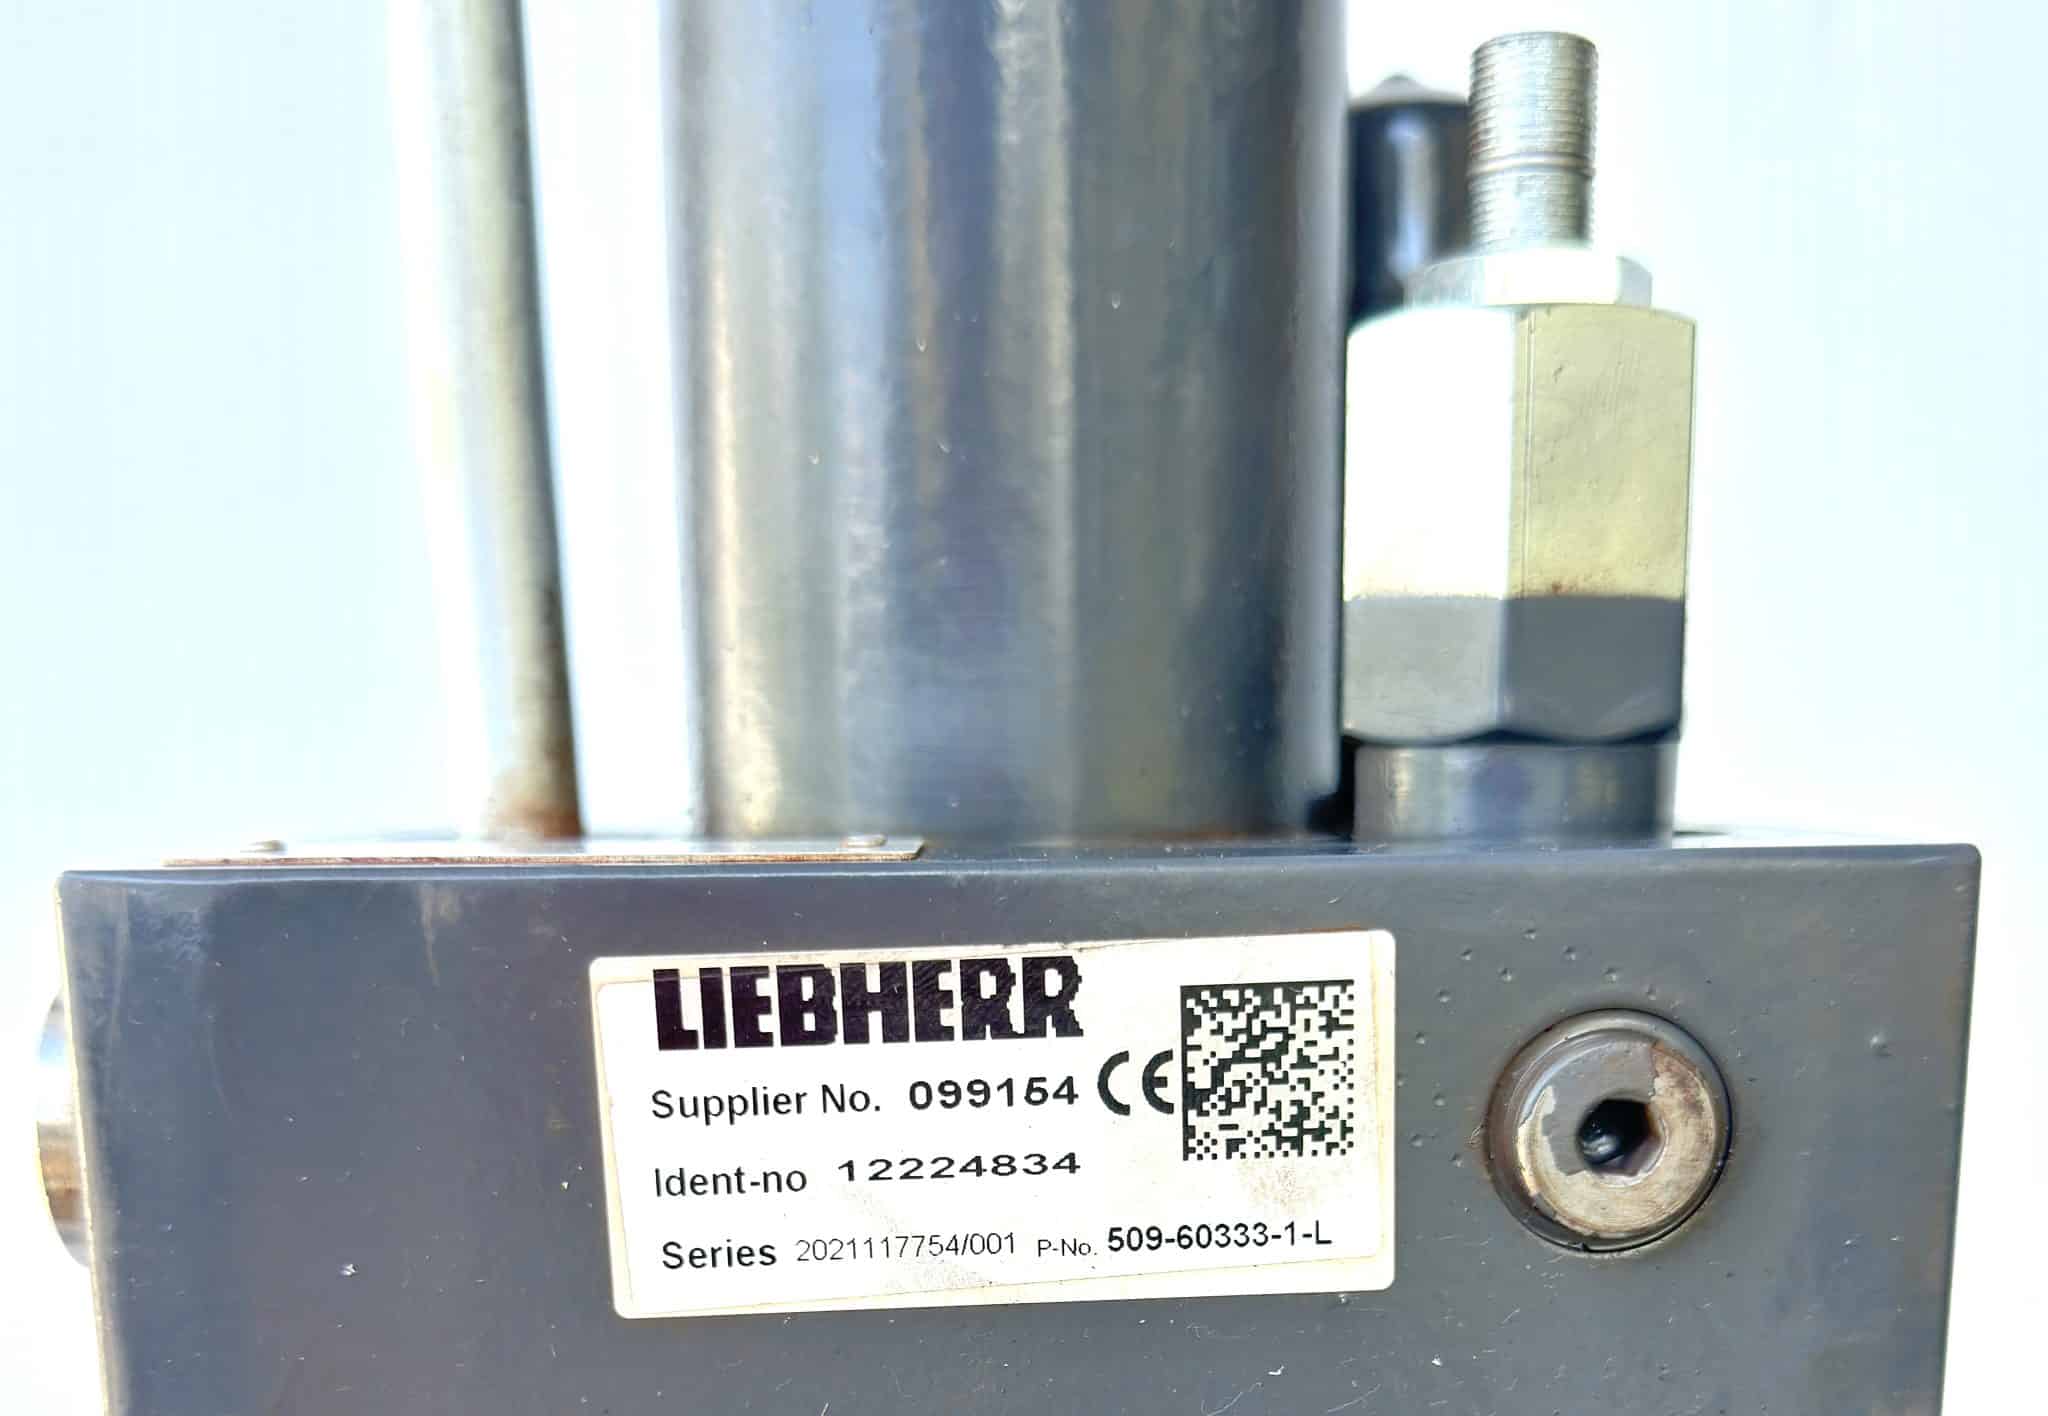 LIEBHERR
Supplier No. 099154 CE
Ident-no 12224834
Series 2021117754/001 P-No. 509-60333-1-L